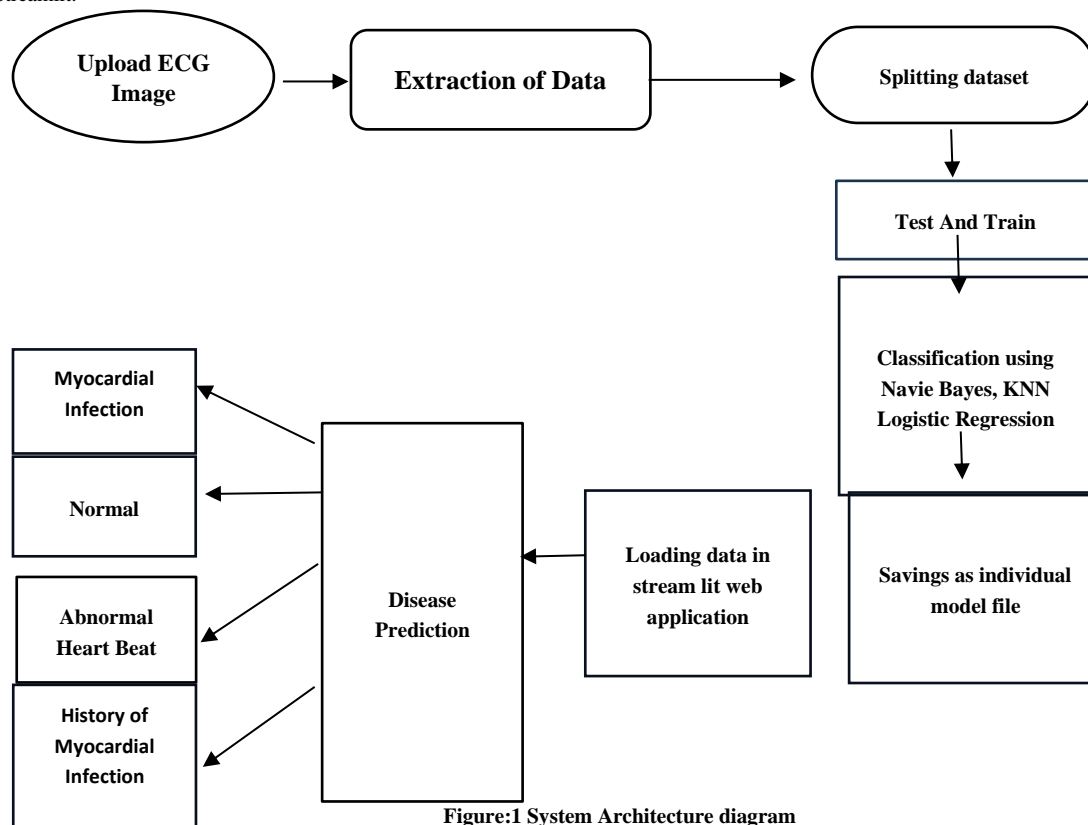 Upload ECG
Image
Extraction of Data
Splitting dataset
Test And Train
Classification using
Navie Bayes, KNN
Logistic Regression
Savings as individual
model file
Loading data in
stream lit web
application
Disease
Prediction
Myocardial
Infection
Normal
Abnormal
Heart Beat
History of
Myocardial
Infection
Figure:1 System Architecture diagram